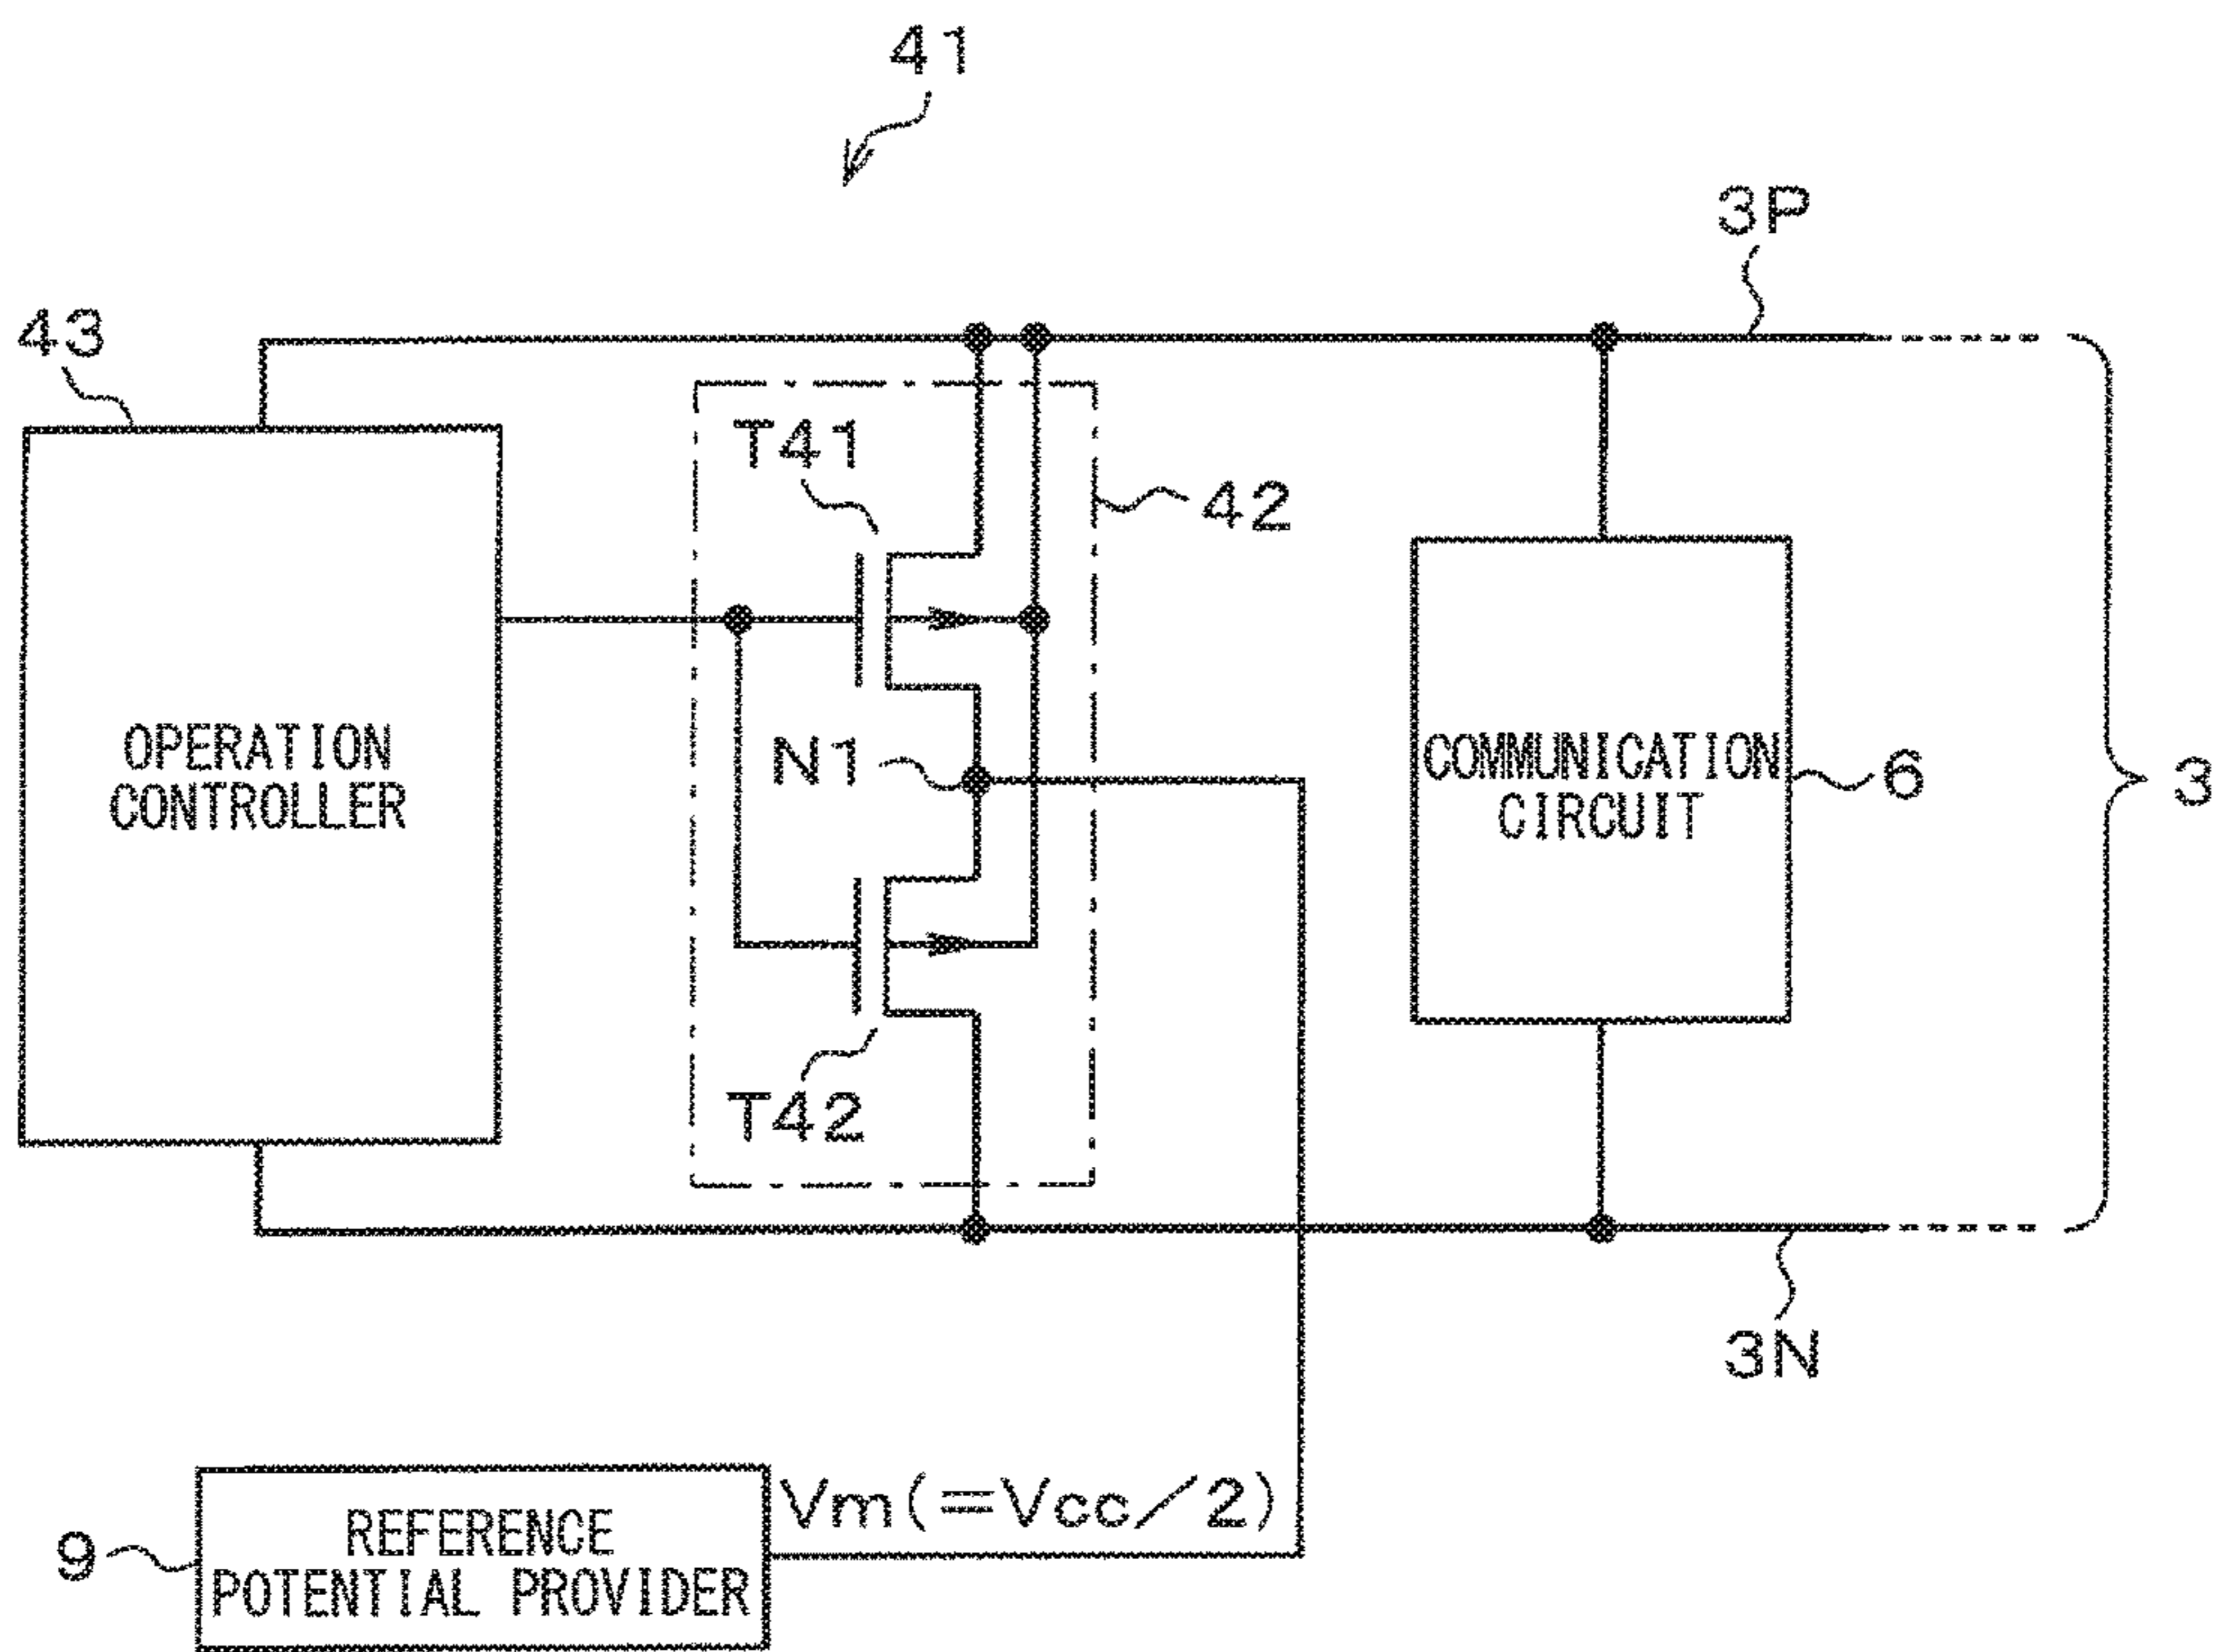 41
3P
43
T41
42
OPERATION
CONTROLLER
N1
COMMUNICATION
CIRCUIT
6
3
T42
3N
Vm(=Vcc/2)
9
REFERENCE
POTENTIAL PROVIDER